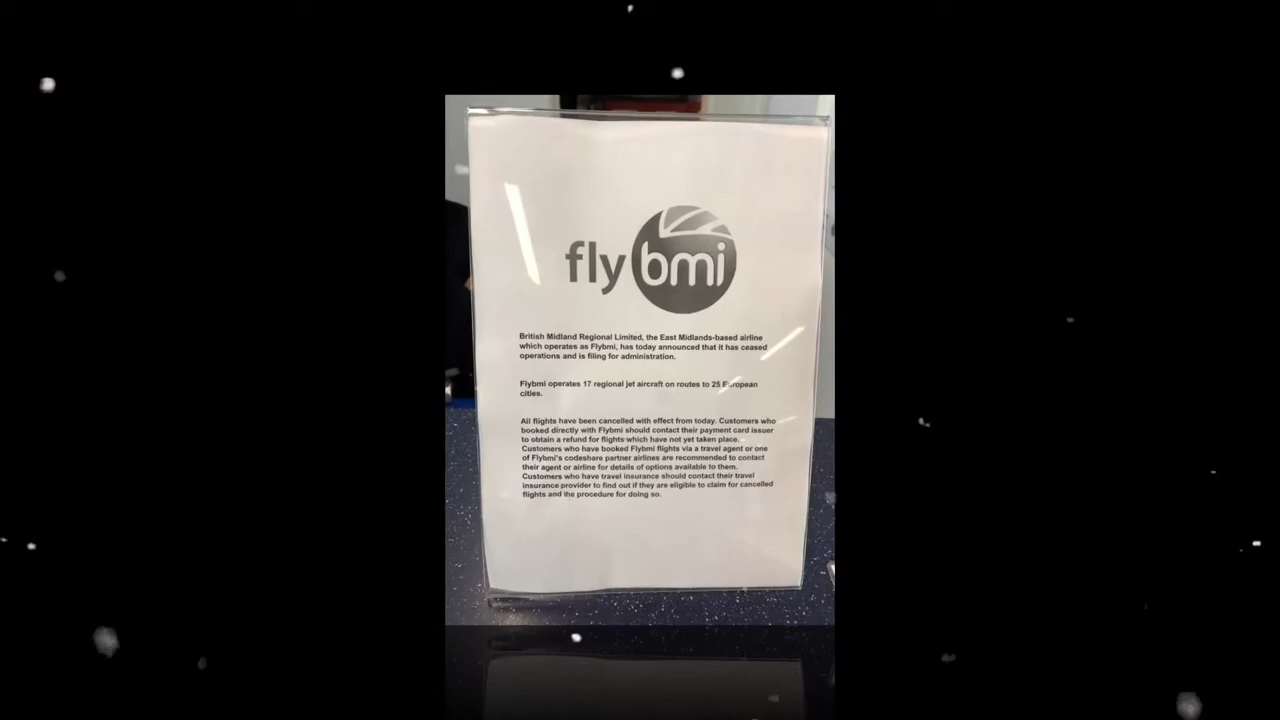 fly bmi
British Midland Regional Limited, the East Midlands-based airline
which operates as Flybmi, has today announced that it has ceased
operations and is filing for administration.
Flybmi operates 17 regional jet aircraft on routes to 25 European
cities.
All flights have been cancelled with effect from today. Customers who
booked directly with Flybmi should contact their payment card issuer
to obtain a refund for flights which have not yet taken place.
Customers who have booked Flybmi flights via a travel agent or one
of Flybmi's codeshare partner airlines are recommended to contact
their agent or airline for details of options available to them.
Customers who have travel insurance should contact their travel
insurance provider to find out if they are eligible to claim for cancelled
flights and the procedure for doing so.